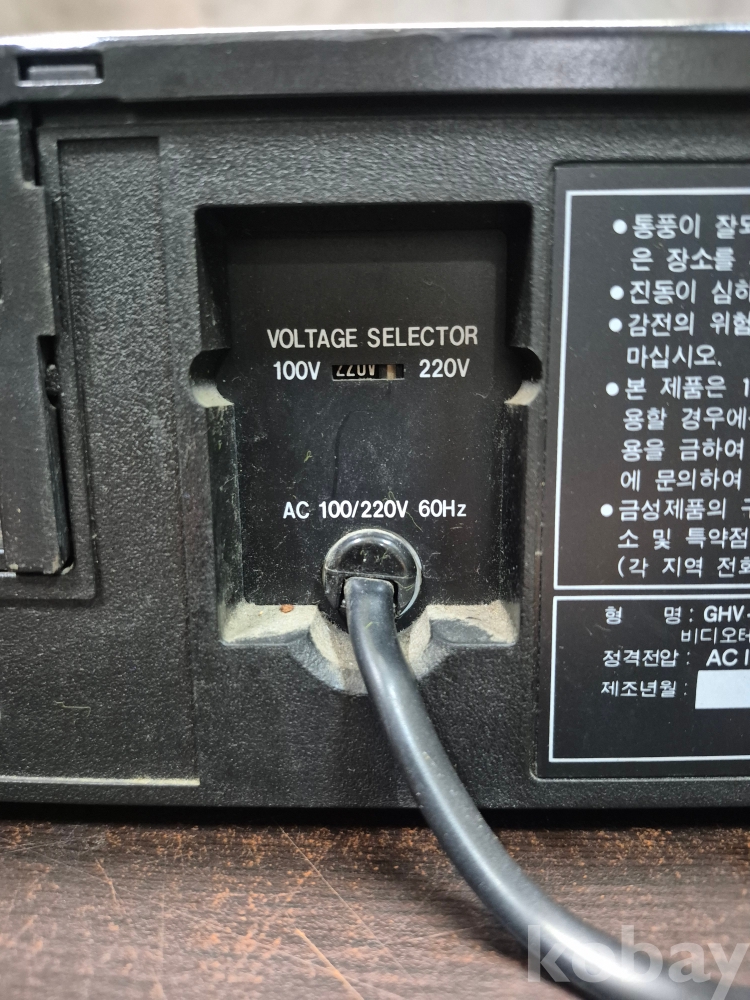 VOLTAGE SELECTOR
100V 220V 220V
AC 100/220V 60Hz
●통풍이 잘되
은 장소를
●진동이 심하
●감전의 위험
마십시오.
●본 제품은 1
용할 경우에
용을 금하여
에 문의하여
●금성제품의
소 및 특약점
(각 지역 전화
형 명 : GHV-
비디오테
정격전압 : AC 1
제조년월 :
kobay